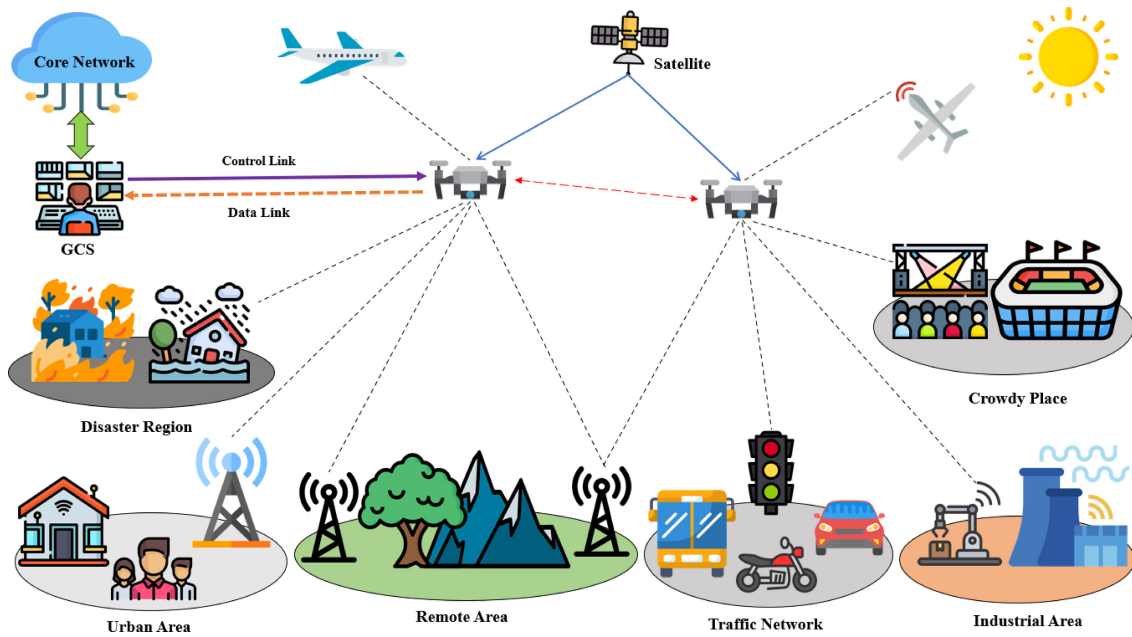 Core Network
Satellite
Control Link
Data Link
GCS
Disaster Region
Crowdy Place
Urban Area
Remote Area
Traffic Network
Industrial Area